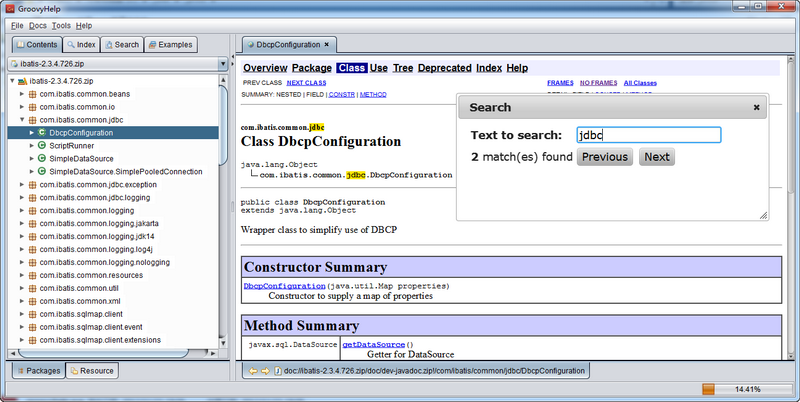 GroovyHelp
File Docs Tools Help
Contents Index Search Examples
ibatis-2.3.4.726.zip
ibatis-2.3.4.726.zip
com.ibatis.common.beans
com.ibatis.common.io
com.ibatis.common.jdbc
DbcpConfiguration
ScriptRunner
SimpleDataSource
SimpleDataSource.SimplePooledConnection
com.ibatis.common.jdbc.exception
com.ibatis.common.jdbc.logging
com.ibatis.common.logging
com.ibatis.common.logging.jakarta
com.ibatis.common.logging.jdk14
com.ibatis.common.logging.log4j
com.ibatis.common.logging.nologging
com.ibatis.common.resources
com.ibatis.common.util
com.ibatis.common.xml
com.ibatis.sqlmap.client
com.ibatis.sqlmap.client.event
com.ibatis.sqlmap.client.extensions
Packages Resource
DbcpConfiguration
Overview Package Class Use Tree Deprecated Index Help
PREV CLASS NEXT CLASS FRAMES NO FRAMES All Classes
SUMMARY: NESTED | FIELD | CONSTR | METHOD
com.ibatis.common.jdbc
Class DbcpConfiguration
java.lang.Object
com.ibatis.common.jdbc.DbcpConfiguration
public class DbcpConfiguration
extends java.lang.Object
Wrapper class to simplify use of DBCP
Constructor Summary
DbcpConfiguration(java.util.Map properties)
Constructor to supply a map of properties
Method Summary
javax.sql.DataSource getDataSource()
Getter for DataSource
Search
Text to search: jdbc
2 match(es) found Previous Next
doc://ibatis-2.3.4.726.zip/doc/dev-javadoc.zip!/com/ibatis/common/jdbc/DbcpConfiguration
14.41%